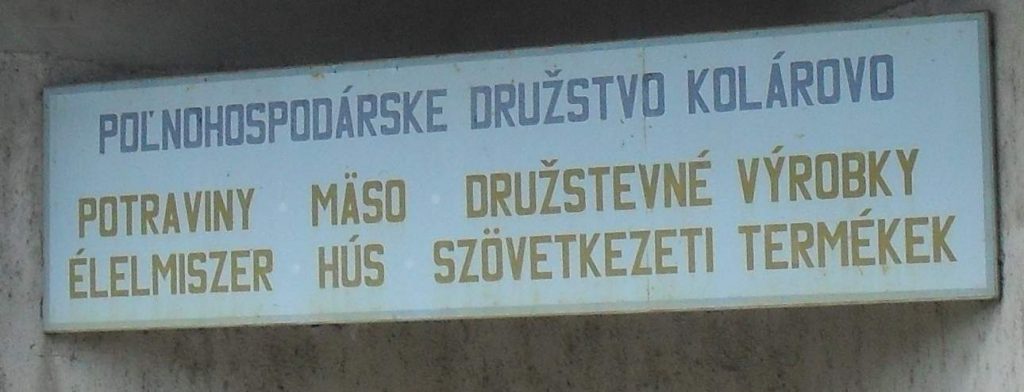 POĽNOHOSPODÁRSKE DRUŽSTVO KOLÁROVO
POTRAVINY MÄSO DRUŽSTEVNÉ VÝROBKY
ÉLELMISZER HÚS SZÖVETKEZETI TERMÉKEK